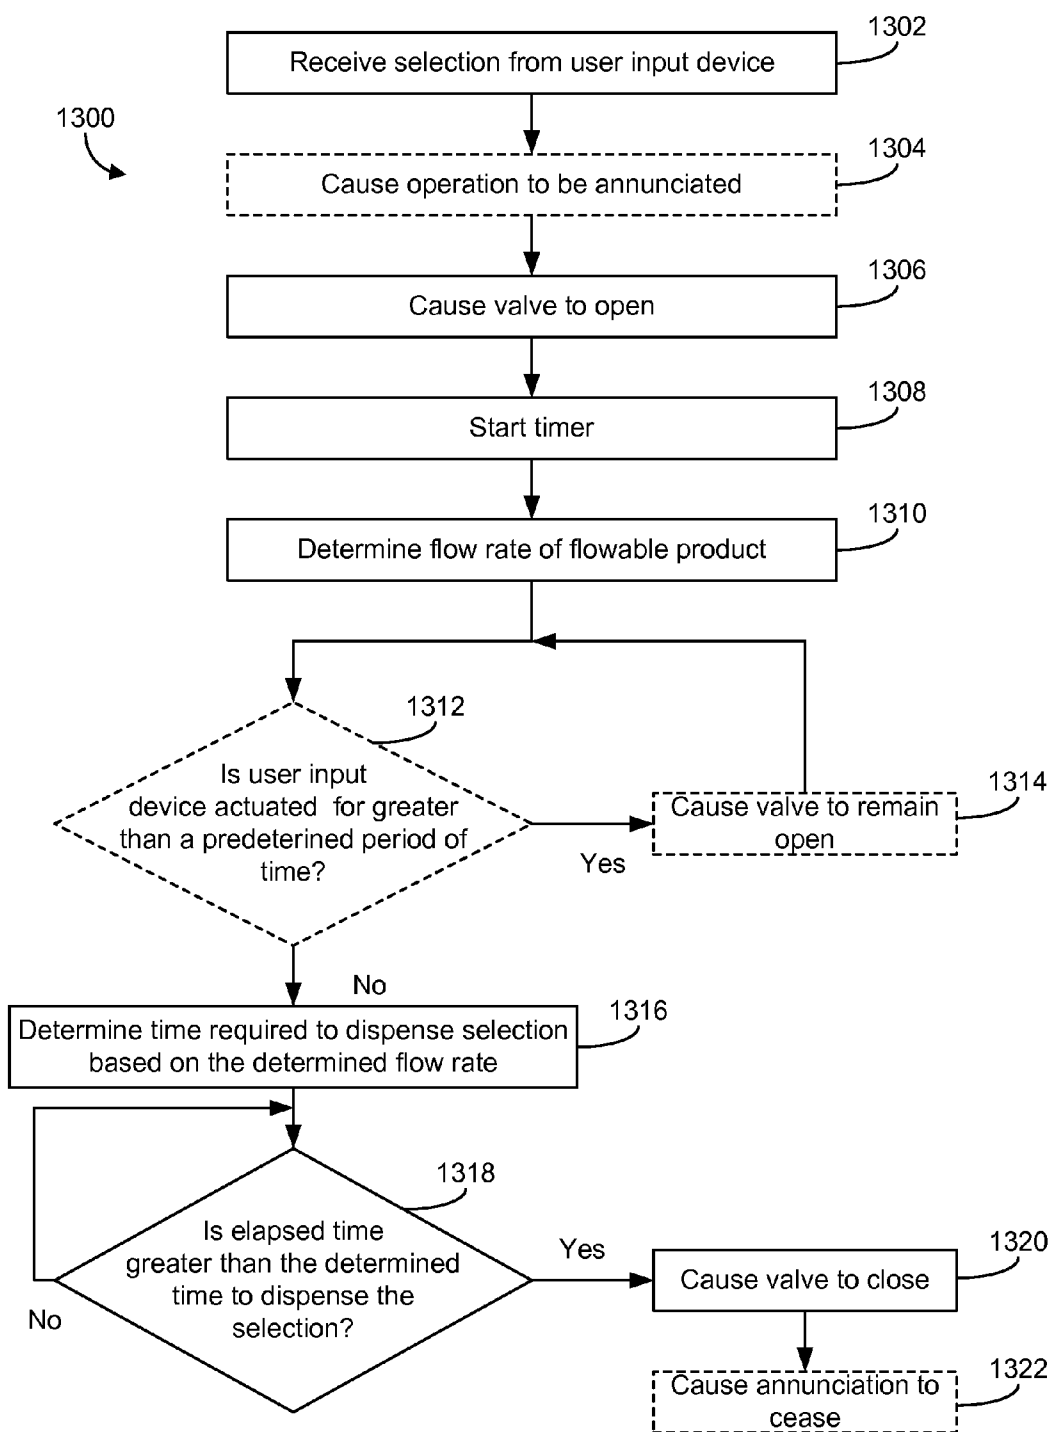 1302
Receive selection from user input device
1300
1304
Cause operation to be annunciated
1306
Cause valve to open
1308
Start timer
1310
Determine flow rate of flowable product
1312
Is user input
device actuated for greater
than a predeterined period of
time?
1314
Cause valve to remain
open
Yes
No
1316
Determine time required to dispense selection
based on the determined flow rate
1318
Is elapsed time
greater than the determined
time to dispense the
selection?
Yes
No
1320
Cause valve to close
1322
Cause annunciation to
cease